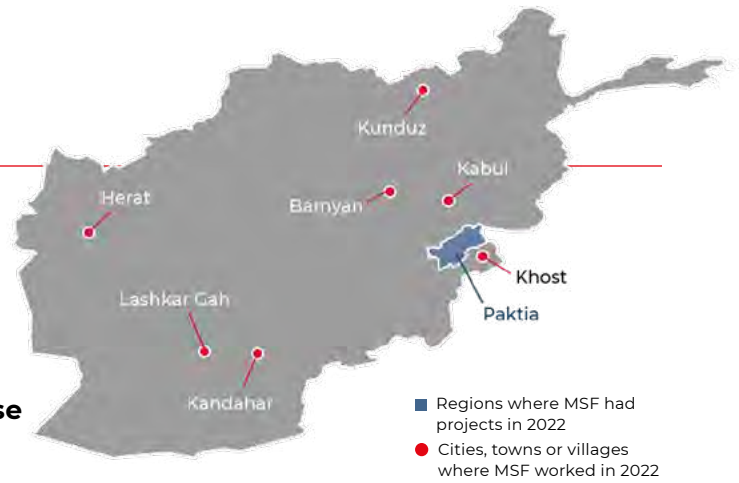 Kunduz
Kabul
Herat
Bamyan
Khost
Lashkar Gah
Paktia
Kandahar
se
Regions where MSF had
projects in 2022
Cities, towns or villages
where MSF worked in 2022